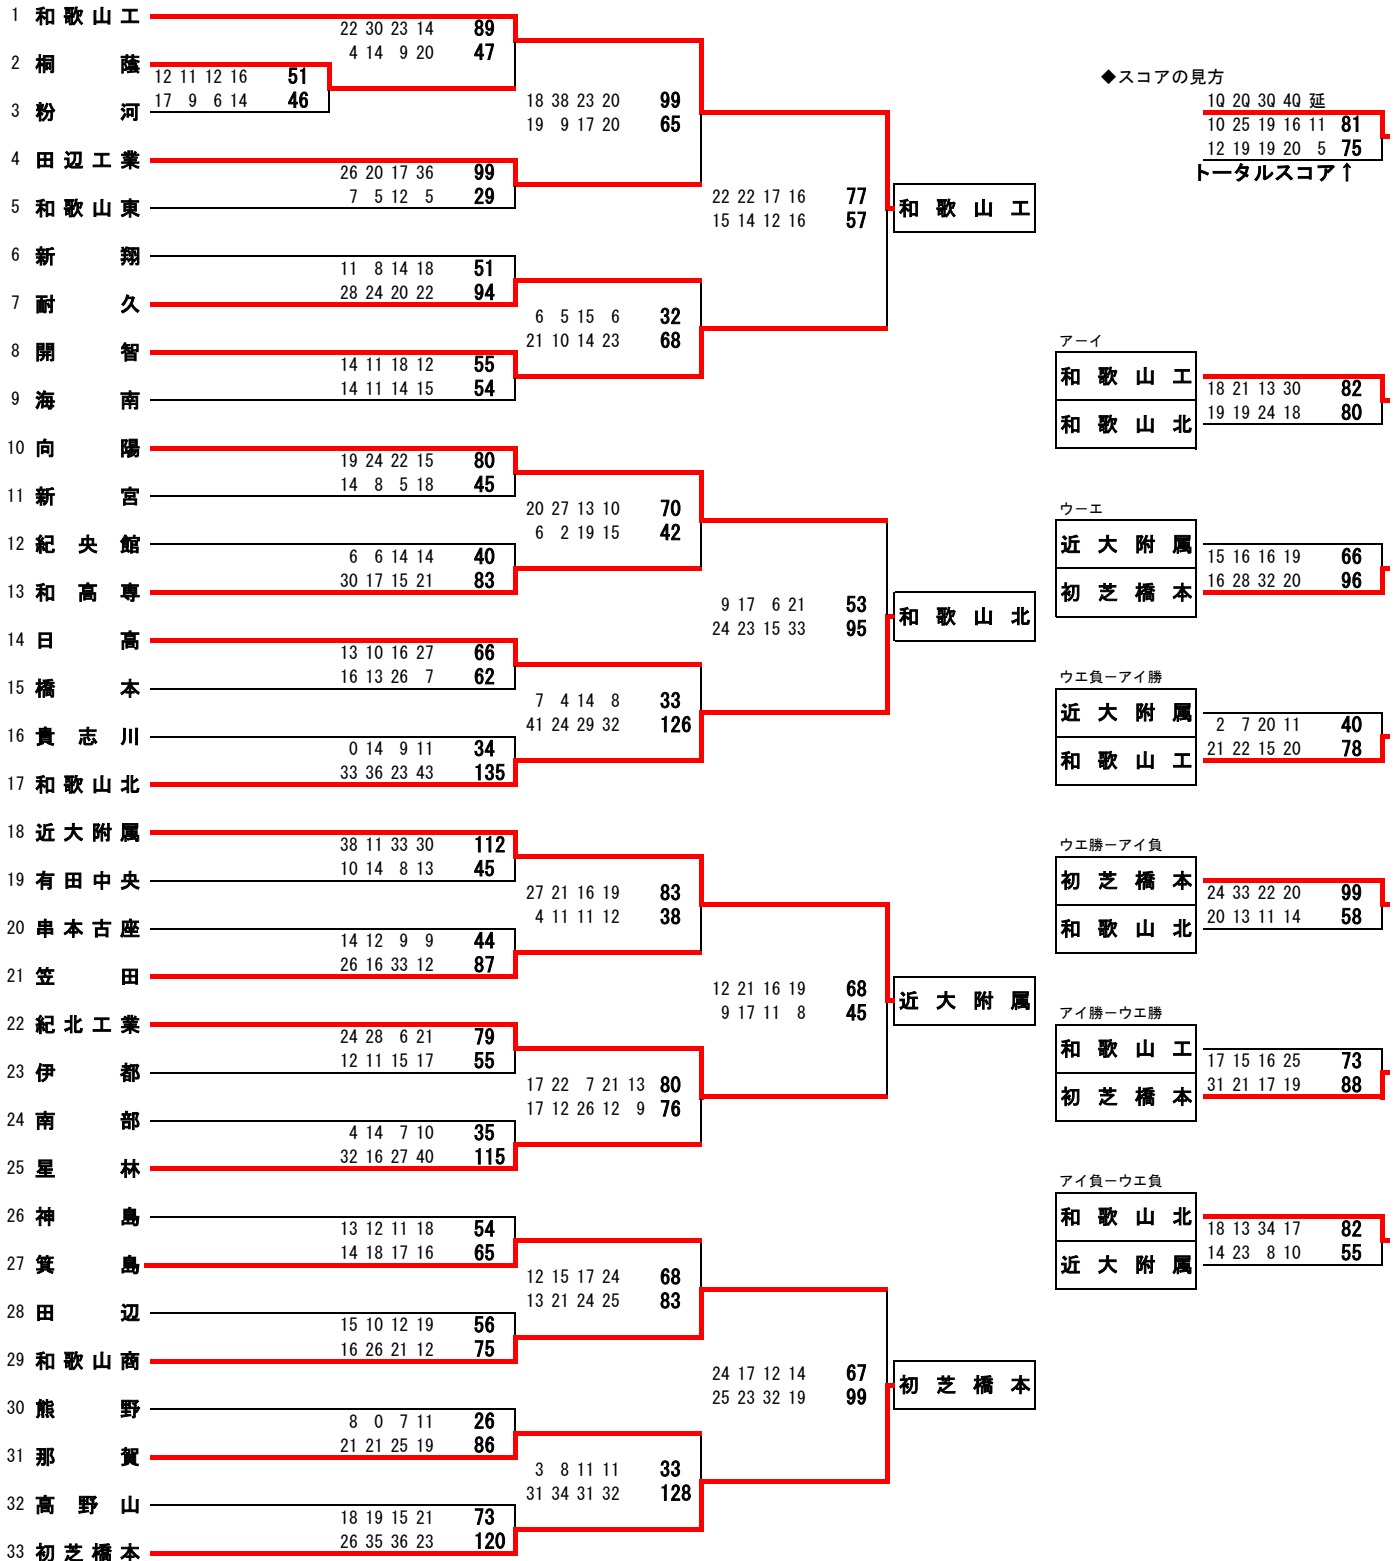 1 和歌山工
22 30 23 14 89
4 14 9 20 47
2 桐蔭
12 11 12 16 51
17 9 6 14 46
3 粉河
18 38 23 20 99
19 9 17 20 65
4 田辺工業
26 20 17 36 99
7 5 12 5 29
5 和歌山東
22 22 17 16 77
15 14 12 16 57
和歌山工
6 新翔
11 8 14 18 51
28 24 20 22 94
7 耐久
6 5 15 6 32
21 10 14 23 68
8 開智
14 11 18 12 55
14 11 14 15 54
9 海南
10 向陽
19 24 22 15 80
14 8 5 18 45
11 新宮
20 27 13 10 70
6 2 19 15 42
12 紀央館
6 6 14 14 40
30 17 15 21 83
13 和高専
9 17 6 21 53
24 23 15 33 95
和歌山北
14 日高
13 10 16 27 66
16 13 26 7 62
15 橋本
7 4 14 8 33
41 24 29 32 126
16 貴志川
0 14 9 11 34
33 36 23 43 135
17 和歌山北
18 近大附属
38 11 33 30 112
10 14 8 13 45
19 有田中央
27 21 16 19 83
4 11 11 12 38
20 串本古座
14 12 9 9 44
26 16 33 12 87
21 笠田
12 21 16 19 68
9 17 11 8 45
近大附属
22 紀北工業
24 28 6 21 79
12 11 15 17 55
23 伊都
17 22 7 21 13 80
17 12 26 12 9 76
24 南部
4 14 7 10 35
32 16 27 40 115
25 星林
26 神島
13 12 11 18 54
14 18 17 16 65
27 箕島
12 15 17 24 68
13 21 24 25 83
28 田辺
15 10 12 19 56
16 26 21 12 75
29 和歌山商
24 17 12 14 67
25 23 32 19 99
初芝橋本
30 熊野
8 0 7 11 26
21 21 25 19 86
31 那賀
3 8 11 11 33
31 34 31 32 128
32 高野山
18 19 15 21 73
26 35 36 23 120
33 初芝橋本
◆スコアの見方
1Q 2Q 3Q 4Q 延
10 25 19 16 11 81
12 19 19 20 5 75
トータルスコア↑
アーイ
和歌山工
18 21 13 30 82
19 19 24 18 80
和歌山北
ウーエ
近大附属
15 16 16 19 66
16 28 32 20 96
初芝橋本
ウエ負ーアイ勝
近大附属
2 7 20 11 40
21 22 15 20 78
和歌山工
ウエ勝ーアイ負
初芝橋本
24 33 22 20 99
20 13 11 14 58
和歌山北
アイ勝ーウエ勝
和歌山工
17 15 16 25 73
31 21 17 19 88
初芝橋本
アイ負ーウエ負
和歌山北
18 13 34 17 82
14 23 8 10 55
近大附属